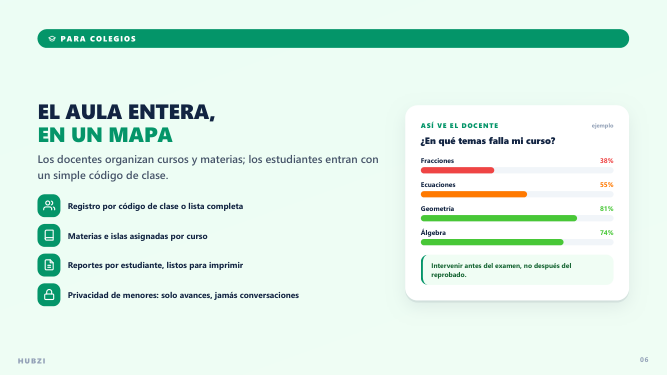 PARA COLEGIOS
EL AULA ENTERA,
EN UN MAPA
Los docentes organizan cursos y materias; los estudiantes entran con
un simple código de clase.
Registro por código de clase o lista completa
Materias e islas asignadas por curso
Reportes por estudiante, listos para imprimir
Privacidad de menores: solo avances, jamás conversaciones
ASÍ VE EL DOCENTE ejemplo
¿En qué temas falla mi curso?
Fracciones 38%
Ecuaciones 55%
Geometría 81%
Álgebra 74%
Intervenir antes del examen, no después del
reprobado.
HUBZI 06